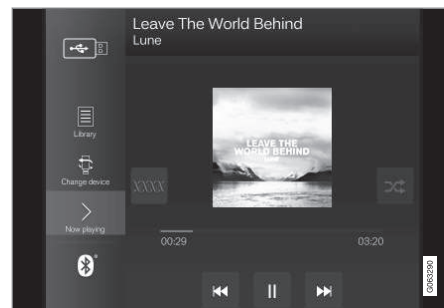 Leave The World Behind
Lune
Library
Change device
Now playing
LEAVE THE
WORLD BEHIND
LUNE
XXXX
00:29
03:20
G063290